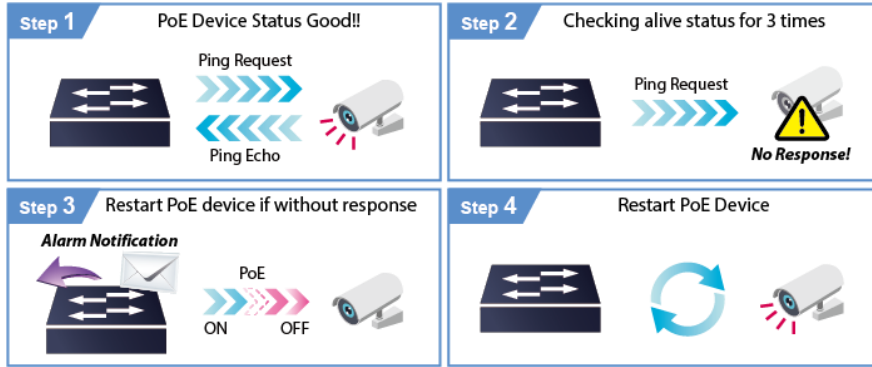 Step 1
PoE Device Status Good!!
Ping Request
Ping Echo
Step 2
Checking alive status for 3 times
Ping Request
No Response!
Step 3
Restart PoE device if without response
Alarm Notification
PoE
ON OFF
Step 4
Restart PoE Device